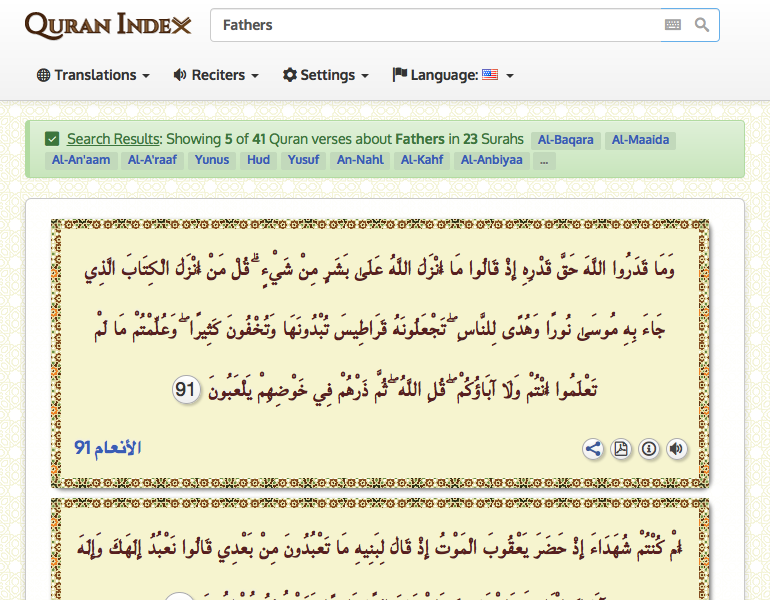 QURAN INDEX
Fathers
Translations Reciters Settings Language:
Search Results: Showing 5 of 41 Quran verses about Fathers in 23 Surahs Al-Baqara Al-Maaida
Al-An'aam Al-A'raaf Yunus Hud Yusuf An-Nahl Al-Kahf Al-Anbiyaa ...
وَمَا قَدَرُوا اللَّهَ حَقَّ قَدْرِهِ إِذْ قَالُوا مَا أَنْزَلَ اللَّهُ عَلَىٰ بَشَرٍ مِنْ شَيْءٍ ۗ قُلْ مَنْ أَنْزَلَ الْكِتَابَ الَّذِي
جَاءَ بِهِ مُوسَىٰ نُورًا وَهُدًى لِلنَّاسِ ۖ تَجْعَلُونَهُ قَرَاطِيسَ تُبْدُونَهَا وَتُخْفُونَ كَثِيرًا ۖ وَعُلِّمْتُمْ مَا لَمْ
تَعْلَمُوا أَنْتُمْ وَلَا آبَاؤُكُمْ ۖ قُلِ اللَّهُ ۖ ثُمَّ ذَرْهُمْ فِي خَوْضِهِمْ يَلْعَبُونَ 91
الأنعام 91
أَمْ كُنْتُمْ شُهَدَاءَ إِذْ حَضَرَ يَعْقُوبَ الْمَوْتُ إِذْ قَالَ لِبَنِيهِ مَا تَعْبُدُونَ مِنْ بَعْدِي قَالُوا نَعْبُدُ إِلَٰهَكَ وَإِلَٰهَ